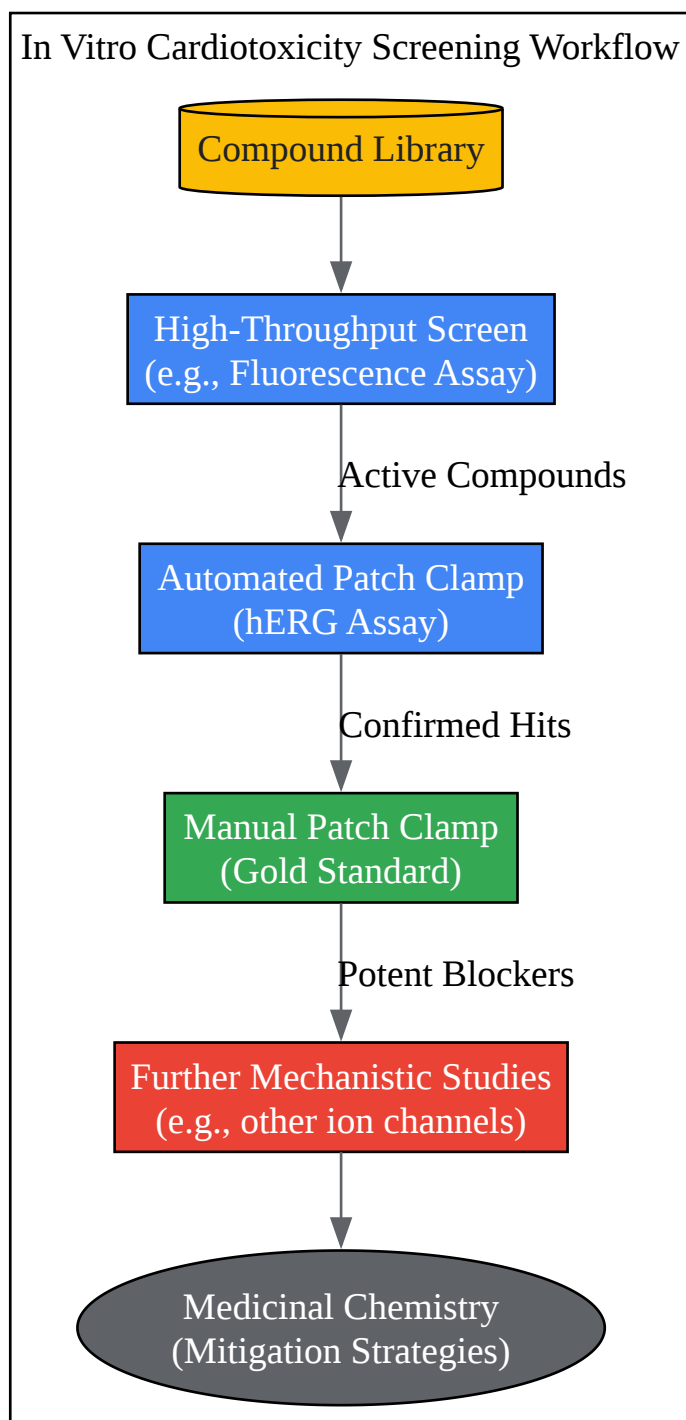 In Vitro Cardiotoxicity Screening Workflow
Compound Library
High-Throughput Screen
(e.g., Fluorescence Assay)
Active Compounds
Automated Patch Clamp
(hERG Assay)
Confirmed Hits
Manual Patch Clamp
(Gold Standard)
Potent Blockers
Further Mechanistic Studies
(e.g., other ion channels)
Medicinal Chemistry
(Mitigation Strategies)